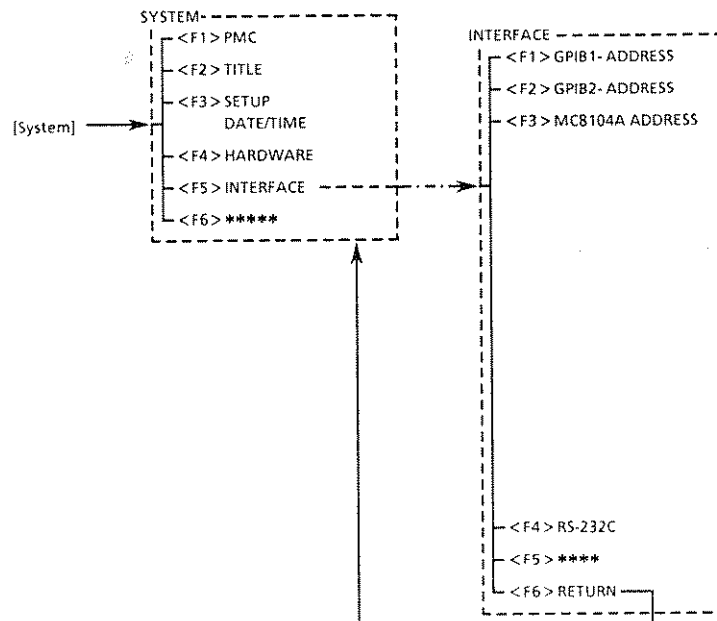 SYSTEM
<F1> PMC
<F2> TITLE
<F3> SETUP
DATE/TIME
[System]
<F4> HARDWARE
<F5> INTERFACE
<F6> *****
INTERFACE
<F1> GPIB1- ADDRESS
<F2> GPIB2- ADDRESS
<F3> MC8104A ADDRESS
<F4> RS-232C
<F5> ****
<F6> RETURN